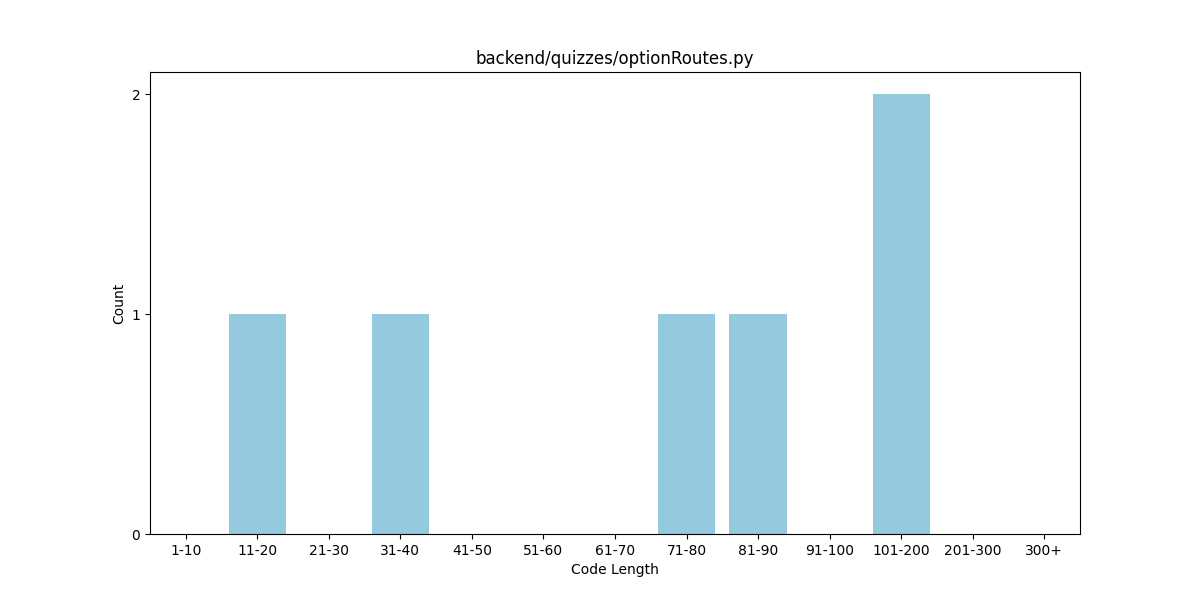 backend/quizzes/optionRoutes.py
2
1
0
Count
1-10 11-20 21-30 31-40 41-50 51-60 61-70 71-80 81-90 91-100 101-200 201-300 300+
Code Length